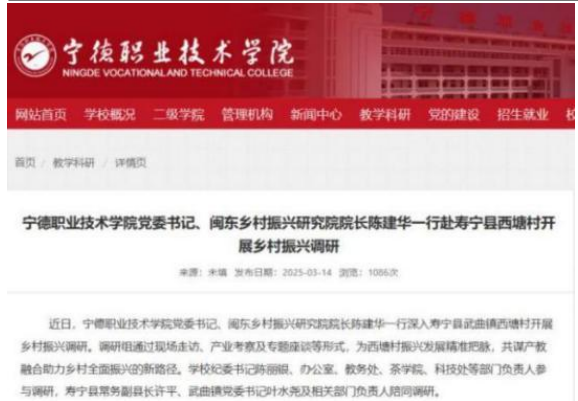 宁德职业技术学院
NINGDE VOCATIONAL AND TECHNICAL COLLEGE
网站首页 学校概况 二级学院 管理机构 新闻中心 教学科研 党的建设 招生就业 校
首页 / 教学科研 / 详情页
宁德职业技术学院党委书记、闽东乡村振兴研究院院长陈建华一行赴寿宁县西塘村开
展乡村振兴调研
来源：未填 发布日期：2025-03-14 浏览：1086次
近日，宁德职业技术学院党委书记、闽东乡村振兴研究院院长陈建华一行深入寿宁县武曲镇西塘村开展
乡村振兴调研。调研组通过现场走访、产业考察及专题座谈等形式，为西塘村振兴发展精准把脉，共谋产教
融合助力乡村全面振兴的新路径。学校纪委书记陈丽银、办公室、教务处、茶学院、科技处等部门负责人参
与调研，寿宁县常务副县长许平、武曲镇党委书记叶水尧及相关部门负责人陪同调研。